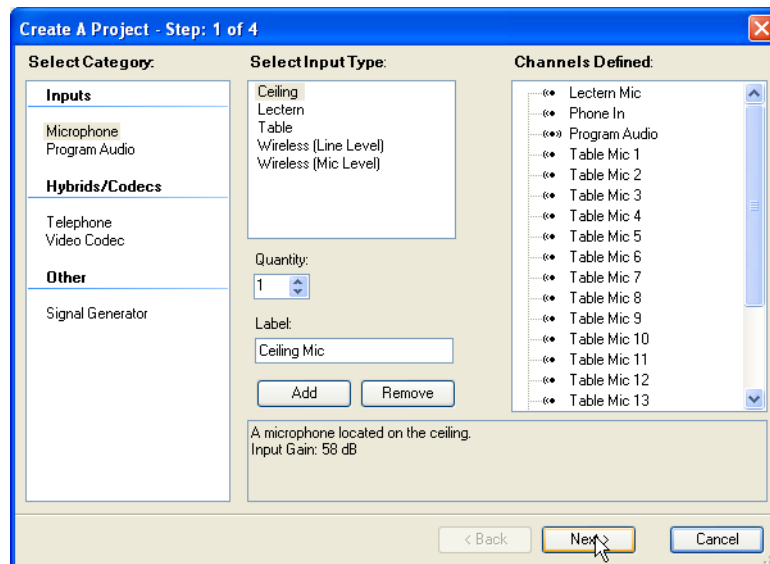 Create A Project - Step: 1 of 4
Select Category:
Inputs
Microphone
Program Audio
Hybrids/Codecs
Telephone
Video Codec
Other
Signal Generator
Select Input Type:
Ceiling
Lectern
Table
Wireless (Line Level)
Wireless (Mic Level)
Quantity:
1
Label:
Ceiling Mic
Add
Remove
Channels Defined:
Lectern Mic
Phone In
Program Audio
Table Mic 1
Table Mic 2
Table Mic 3
Table Mic 4
Table Mic 5
Table Mic 6
Table Mic 7
Table Mic 8
Table Mic 9
Table Mic 10
Table Mic 11
Table Mic 12
Table Mic 13
A microphone located on the ceiling.
Input Gain: 58 dB
< Back
Next >
Cancel